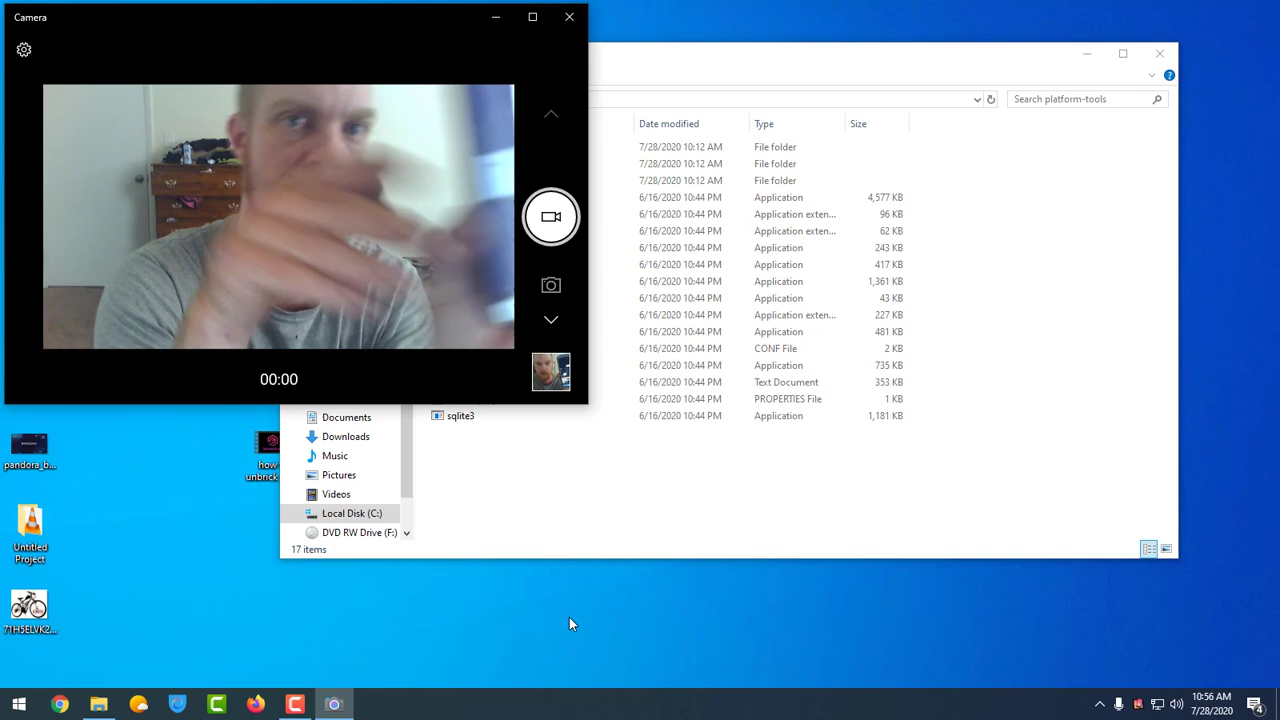 Camera
Search platform-tools
Date modified
Type
Size
7/28/2020 10:12 AM
File folder
7/28/2020 10:12 AM
File folder
7/28/2020 10:12 AM
File folder
6/16/2020 10:44 PM
Application
4,577 KB
6/16/2020 10:44 PM
Application exten...
96 KB
6/16/2020 10:44 PM
Application exten...
62 KB
6/16/2020 10:44 PM
Application
243 KB
6/16/2020 10:44 PM
Application
417 KB
6/16/2020 10:44 PM
Application
1,361 KB
6/16/2020 10:44 PM
Application
43 KB
6/16/2020 10:44 PM
Application exten...
227 KB
6/16/2020 10:44 PM
Application
481 KB
6/16/2020 10:44 PM
CONF File
2 KB
6/16/2020 10:44 PM
Application
735 KB
6/16/2020 10:44 PM
Text Document
353 KB
6/16/2020 10:44 PM
PROPERTIES File
1 KB
sqlite3
6/16/2020 10:44 PM
Application
1,181 KB
00:00
Documents
Downloads
Music
Pictures
Videos
Local Disk (C:)
DVD RW Drive (F:)
17 items
pandora_b...
how
unbrick
Untitled
Project
71H5ELVK2...
10:56 AM
7/28/2020
4